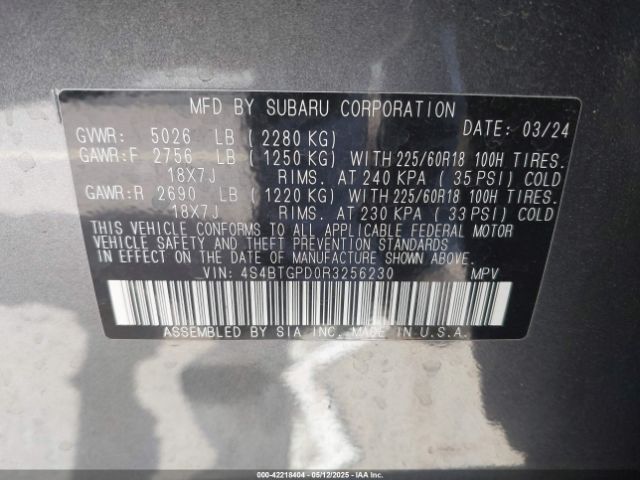 MFD BY SUBARU CORPORATION
GVWR: 5026 LB ( 2280 KG) DATE: 03/24
GAWR:F 2756 LB ( 1250 KG) WITH 225/60R18 100H TIRES.
18X7J RIMS. AT 240 KPA ( 35 PSI) COLD
GAWR:R 2690 LB ( 1220 KG) WITH 225/60R18 100H TIRES.
18X7J RIMS. AT 230 KPA ( 33 PSI) COLD
THIS VEHICLE CONFORMS TO ALL APPLICABLE FEDERAL MOTOR
VEHICLE SAFETY AND THEFT PREVENTION STANDARDS
IN EFFECT ON THE DATE OF MANUFACTURE SHOWN ABOVE.
VIN: 4S4BTGPD0R3256230 MPV
ASSEMBLED BY SIA INC. MADE IN U.S.A.
000-42218404 - 05/12/2025 - IAAI.COM